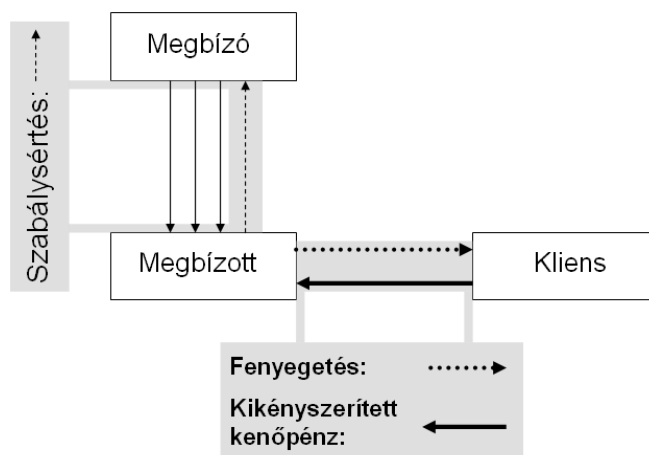 Megbízó
Szabálysértés:
Megbízott
Kliens
Fenyegetés:
Kikényszerített
kenőpénz: